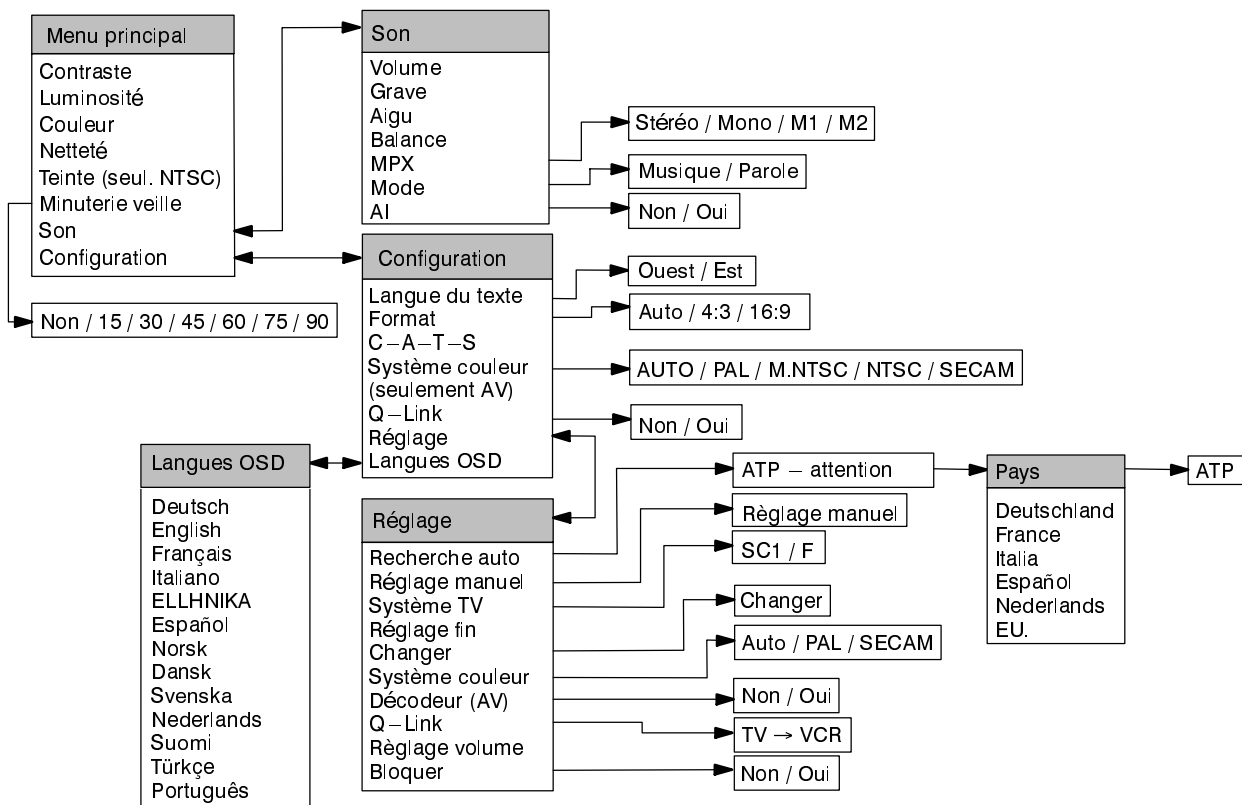 Menu principal
Contraste
Luminosité
Couleur
Netteté
Teinte (seul. NTSC)
Minuterie veille
Son
Configuration
Non / 15 / 30 / 45 / 60 / 75 / 90
Son
Volume
Grave
Aigu
Balance
MPX
Mode
AI
Stéréo / Mono / M1 / M2
Musique / Parole
Non / Oui
Configuration
Langue du texte
Format
C–A–T–S
Système couleur
(seulement AV)
Q–Link
Réglage
Langues OSD
Ouest / Est
Auto / 4:3 / 16:9
AUTO / PAL / M.NTSC / NTSC / SECAM
Non / Oui
Langues OSD
Deutsch
English
Français
Italiano
ELLHNIKA
Español
Norsk
Dansk
Svenska
Nederlands
Suomi
Türkçe
Português
Réglage
Recherche auto
Réglage manuel
Système TV
Réglage fin
Changer
Système couleur
Décodeur (AV)
Q–Link
Règlage volume
Bloquer
ATP – attention
Règlage manuel
SC1 / F
Changer
Auto / PAL / SECAM
Non / Oui
TV → VCR
Non / Oui
Pays
Deutschland
France
Italia
Español
Nederlands
EU.
ATP